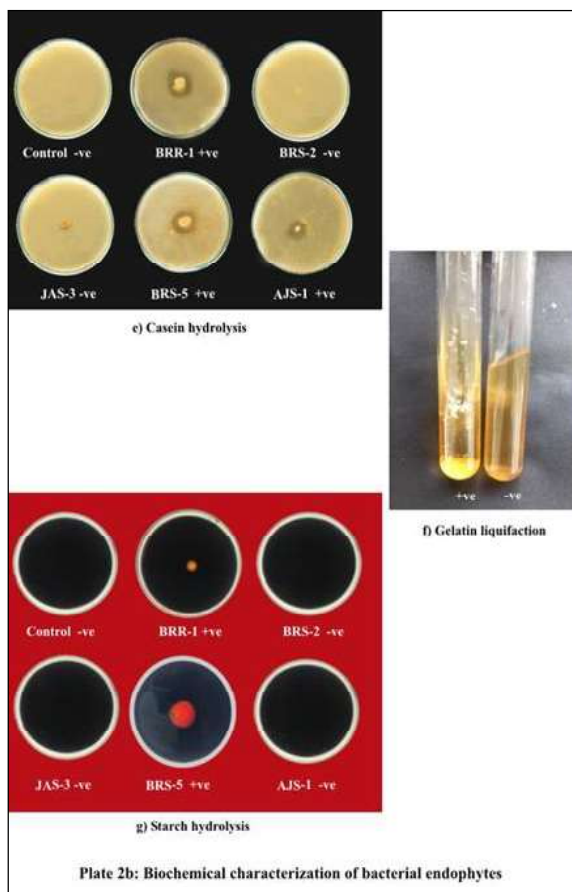 Control -ve BRR-1 +ve BRS-2 -ve
JAS-3 -ve BRS-5 +ve AJS-1 +ve
e) Casein hydrolysis
+ve -ve
f) Gelatin liquifaction
Control -ve BRR-1 +ve BRS-2 -ve
JAS-3 -ve BRS-5 +ve AJS-1 -ve
g) Starch hydrolysis
Plate 2b: Biochemical characterization of bacterial endophytes